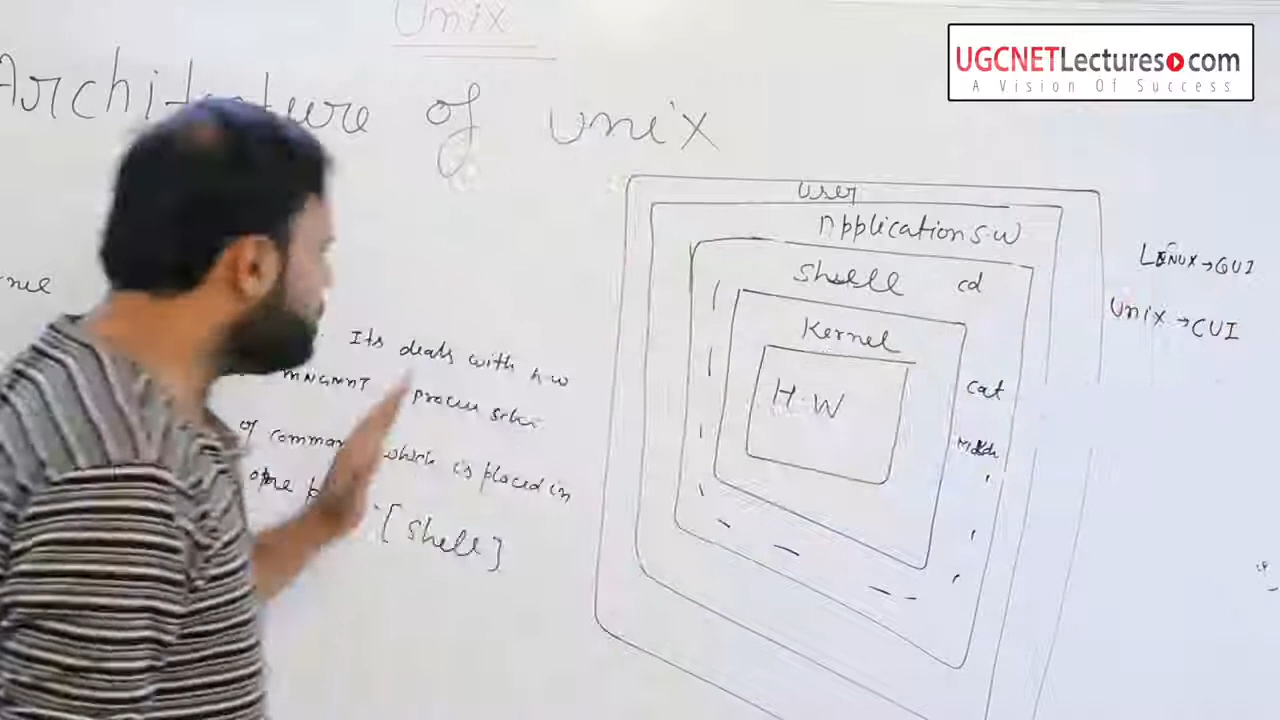 Unix
Architecture of Unix
UGCNETLectures.com
A Vision Of Success
User
Application S.W
Shell cd
Kernel
H.W
cat
Linux → GUI
Unix → CUI
Its deals with h w
MNGMNT process
of command which is placed in
one
[Shell]